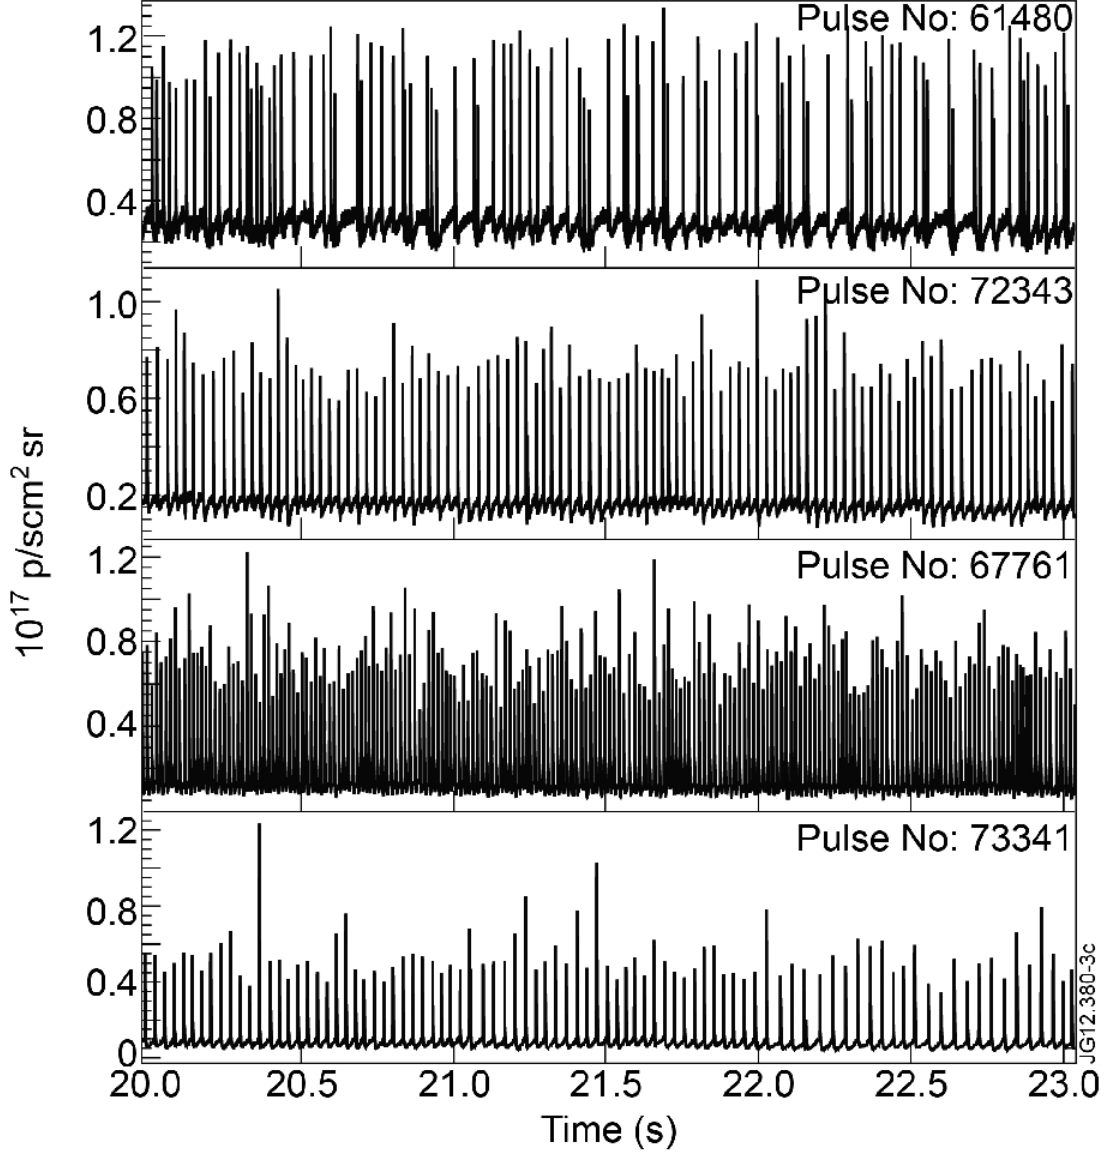 Pulse No: 61480
1.2
0.8
0.4
Pulse No: 72343
1.0
0.6
0.2
Pulse No: 67761
1.2
0.8
0.4
Pulse No: 73341
1.2
0.8
0.4
0
10¹⁷ p/scm² sr
20.0 20.5 21.0 21.5 22.0 22.5 23.0
Time (s)
JG12.380-3c